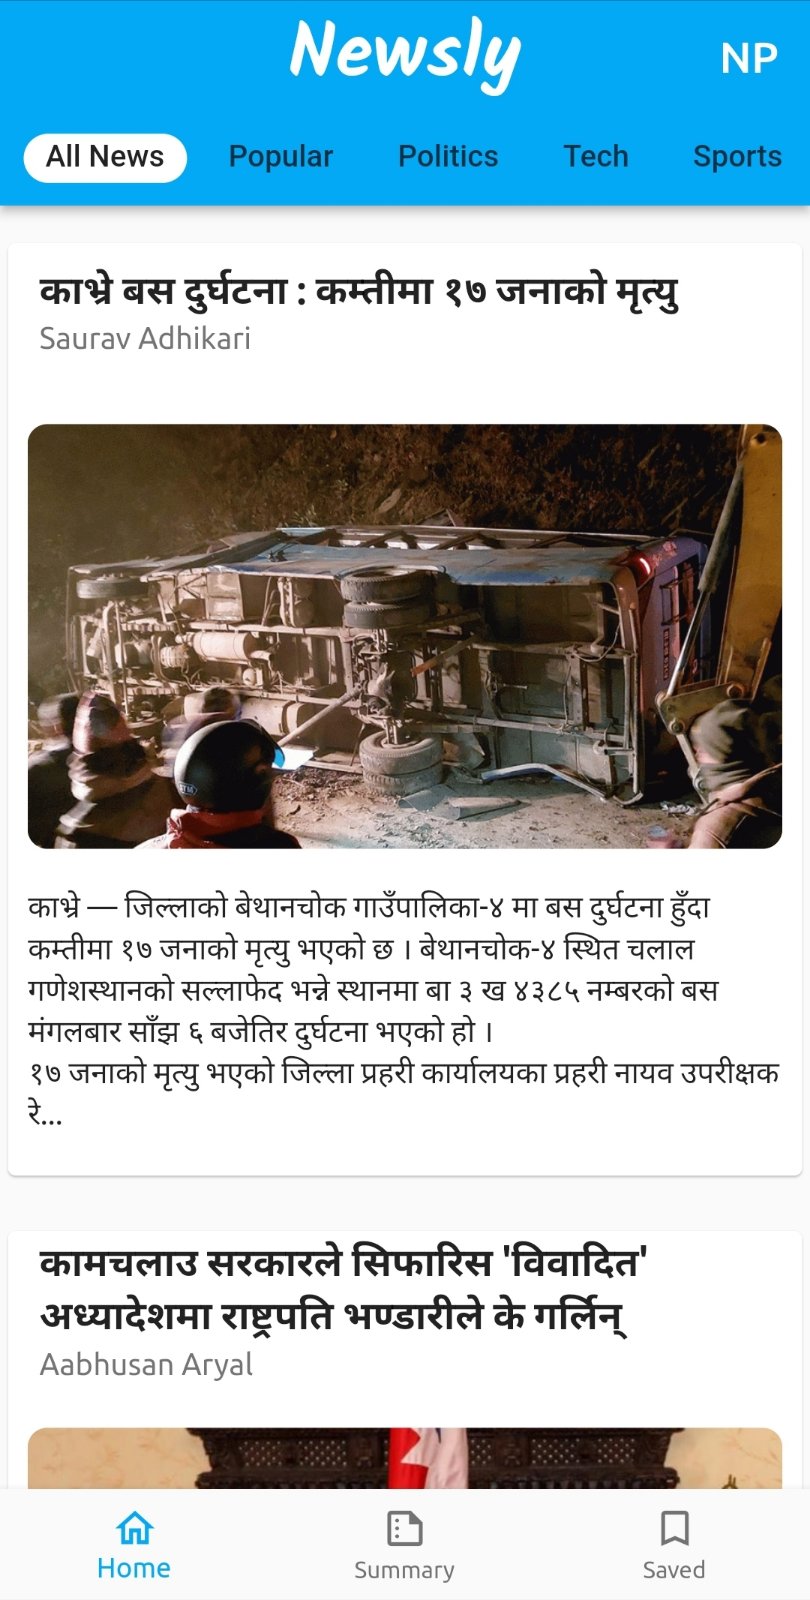 Newsly
NP
All News
Popular
Politics
Tech
Sports
काभ्रे बस दुर्घटना : कम्तीमा १७ जनाको मृत्यु
Saurav Adhikari
काभ्रे — जिल्लाको बेथानचोक गाउँपालिका-४ मा बस दुर्घटना हुँदा
कम्तीमा १७ जनाको मृत्यु भएको छ । बेथानचोक-४ स्थित चलाल
गणेशस्थानको सल्लाफेद भन्ने स्थानमा बा ३ ख ४३८५ नम्बरको बस
मंगलबार साँझ ६ बजेतिर दुर्घटना भएको हो ।
१७ जनाको मृत्यु भएको जिल्ला प्रहरी कार्यालयका प्रहरी नायव उपरीक्षक
रे...
कामचलाउ सरकारले सिफारिस 'विवादित'
अध्यादेशमा राष्ट्रपति भण्डारीले के गर्लिन्
Aabhusan Aryal
Home
Summary
Saved